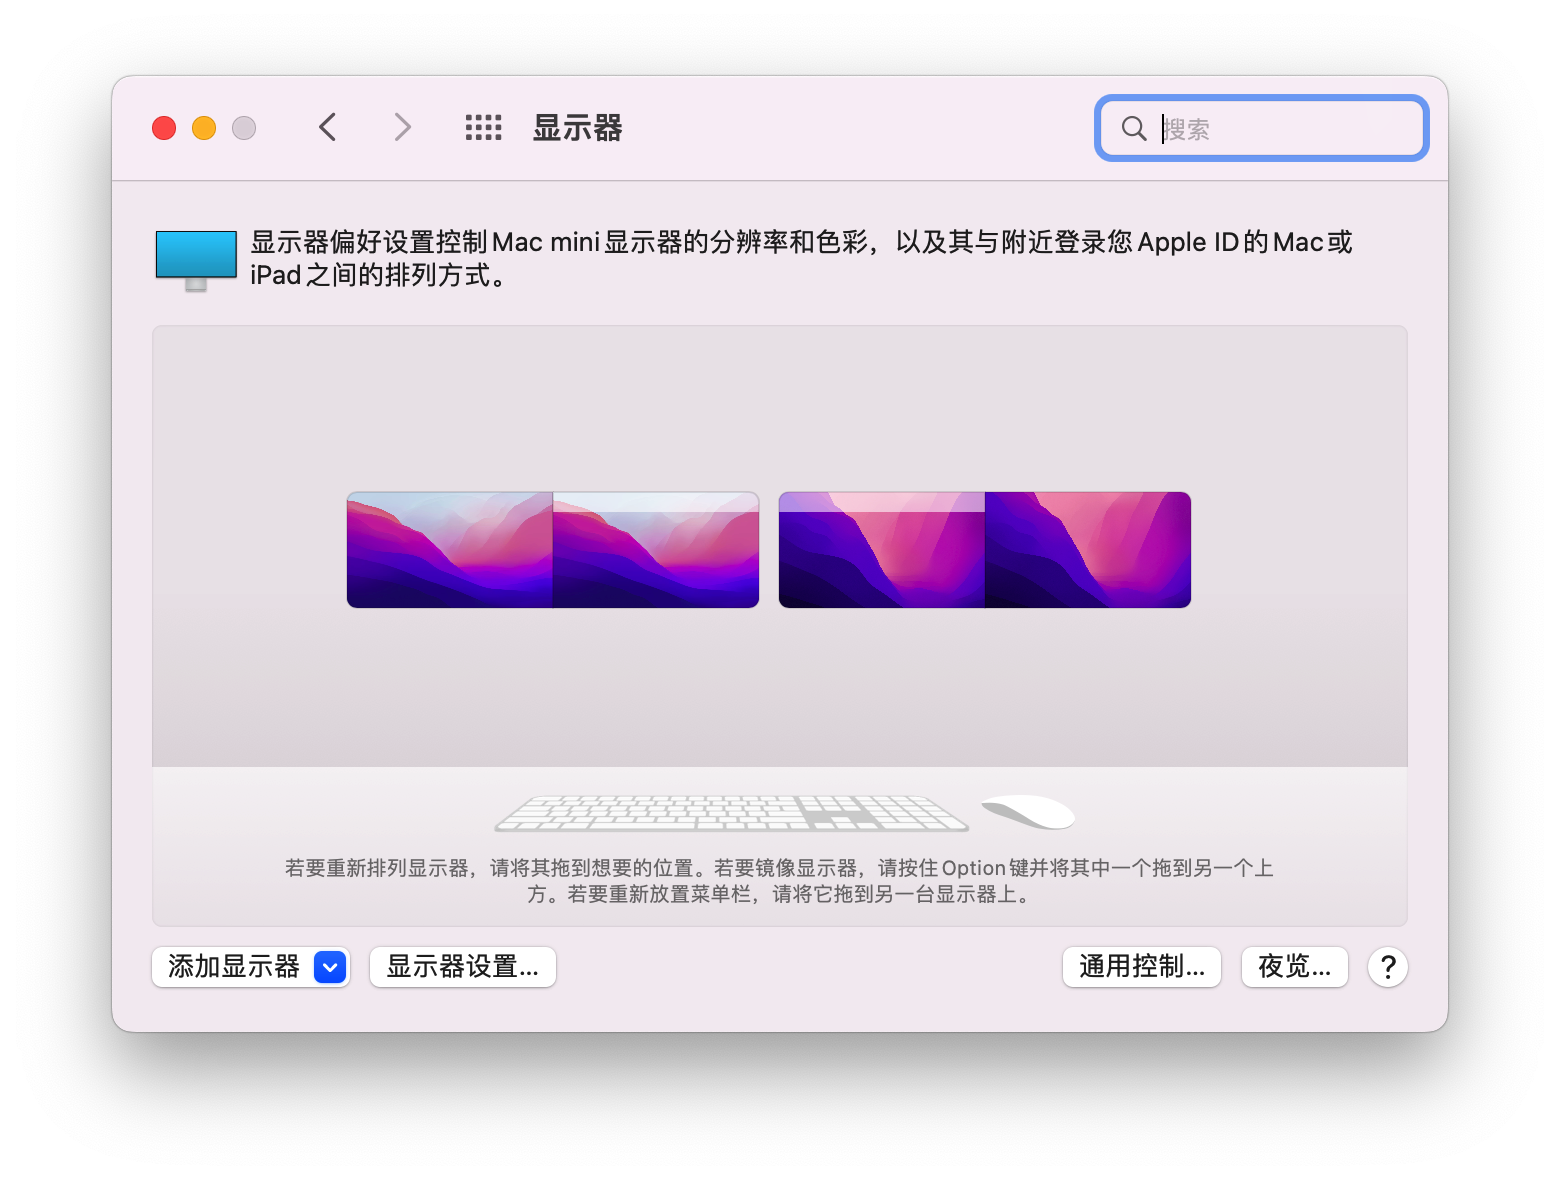 显示器
搜索
显示器偏好设置控制Mac mini显示器的分辨率和色彩，以及其与附近登录您Apple ID的Mac或
iPad之间的排列方式。
若要重新排列显示器，请将其拖到想要的位置。若要镜像显示器，请按住Option键并将其中一个拖到另一个上
方。若要重新放置菜单栏，请将它拖到另一台显示器上。
添加显示器
显示器设置...
通用控制...
夜览...
?